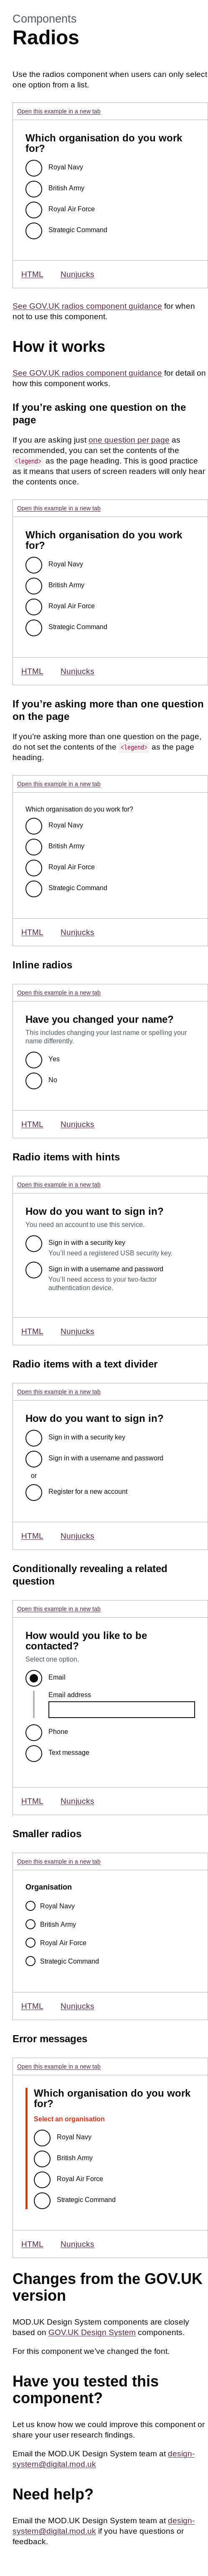 Components
Radios
Use the radios component when users can only select
one option from a list.
Open this example in a new tab
Which organisation do you work
for?
Royal Navy
British Army
Royal Air Force
Strategic Command
HTML Nunjucks
See GOV.UK radios component guidance for when
not to use this component.
How it works
See GOV.UK radios component guidance for detail on
how this component works.
If you’re asking one question on the
page
If you’re asking just one question per page as
recommended, you can set the contents of the
<legend> as the page heading. This is good practice
as it means that users of screen readers will only hear
the contents once.
Open this example in a new tab
Which organisation do you work
for?
Royal Navy
British Army
Royal Air Force
Strategic Command
HTML Nunjucks
If you’re asking more than one question
on the page
If you’re asking more than one question on the page,
do not set the contents of the <legend> as the page
heading.
Open this example in a new tab
Which organisation do you work for?
Royal Navy
British Army
Royal Air Force
Strategic Command
HTML Nunjucks
Inline radios
Open this example in a new tab
Have you changed your name?
This includes changing your last name or spelling your
name differently.
Yes
No
HTML Nunjucks
Radio items with hints
Open this example in a new tab
How do you want to sign in?
You need an account to use this service.
Sign in with a security key
You’ll need a registered USB security key.
Sign in with a username and password
You’ll need access to your two-factor
authentication device.
HTML Nunjucks
Radio items with a text divider
Open this example in a new tab
How do you want to sign in?
Sign in with a security key
Sign in with a username and password
or
Register for a new account
HTML Nunjucks
Conditionally revealing a related
question
Open this example in a new tab
How would you like to be
contacted?
Select one option.
Email
Email address
Phone
Text message
HTML Nunjucks
Smaller radios
Open this example in a new tab
Organisation
Royal Navy
British Army
Royal Air Force
Strategic Command
HTML Nunjucks
Error messages
Open this example in a new tab
Which organisation do you work
for?
Select an organisation
Royal Navy
British Army
Royal Air Force
Strategic Command
HTML Nunjucks
Changes from the GOV.UK
version
MOD.UK Design System components are closely
based on GOV.UK Design System components.
For this component we’ve changed the font.
Have you tested this
component?
Let us know how we could improve this component or
share your user research findings.
Email the MOD.UK Design System team at design-
system@digital.mod.uk
Need help?
Email the MOD.UK Design System team at design-
system@digital.mod.uk if you have questions or
feedback.